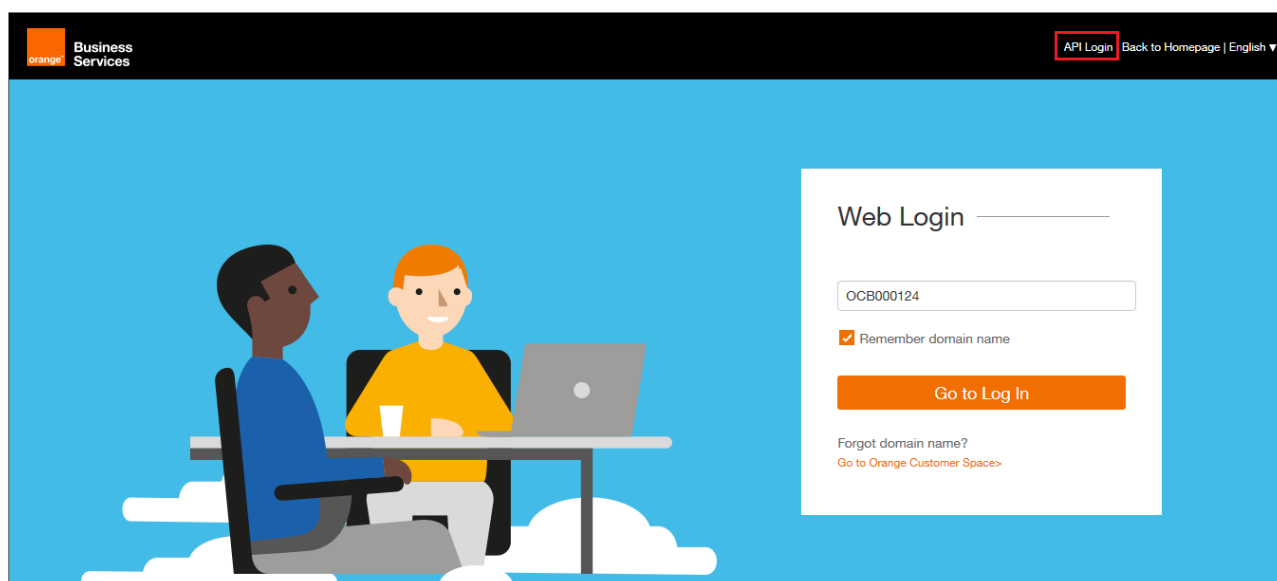 orange™
Business
Services
API Login Back to Homepage | English ▼
Web Login
OCB000124
Remember domain name
Go to Log In
Forgot domain name?
Go to Orange Customer Space>